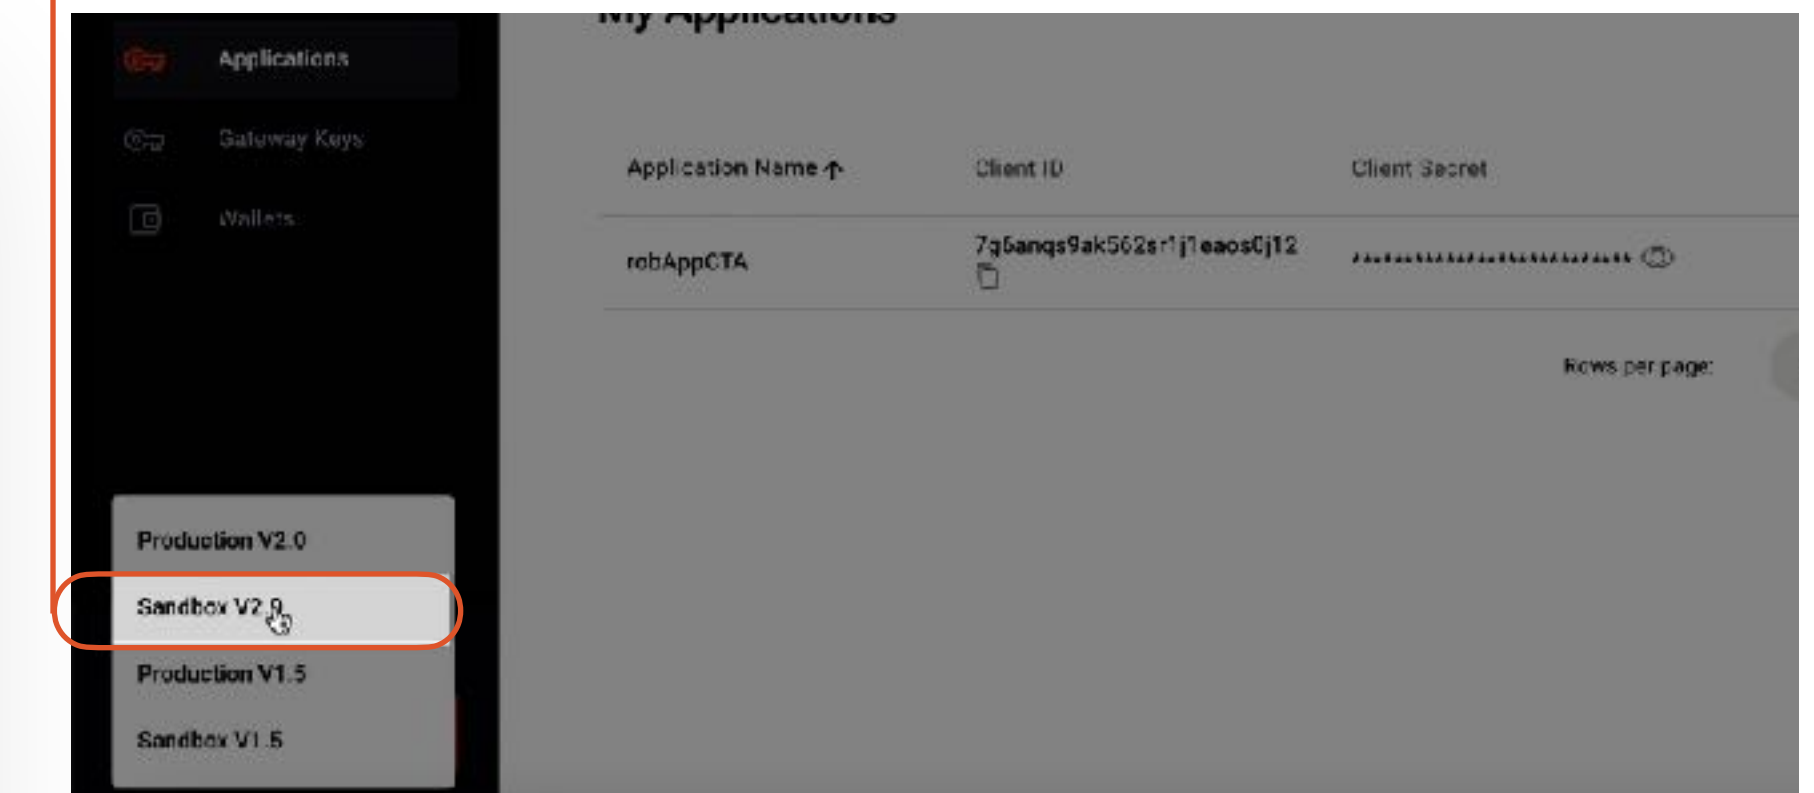 My Applications
Applications
Gateway Keys
Wallets
Application Name Client ID Client Secret
robAppCTA
Rows per page:
Production V2.0
Sandbox V2.0
Production V1.5
Sandbox V1.5